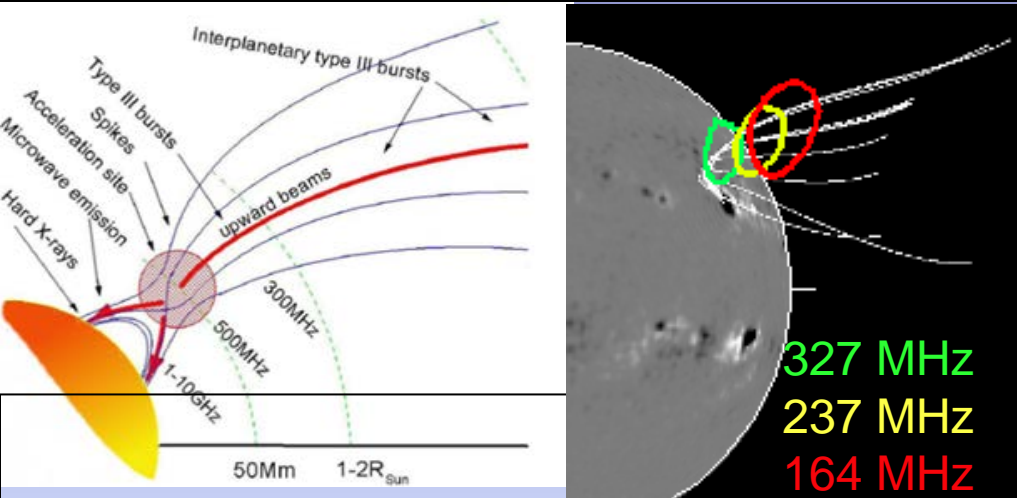 Interplanetary type III bursts
Type III bursts
Spikes
Acceleration site
Microwave emission
Hard X-rays
upward beams
300MHz
500MHz
1-10GHz
50Mm
1-2R_Sun
327 MHz
237 MHz
164 MHz